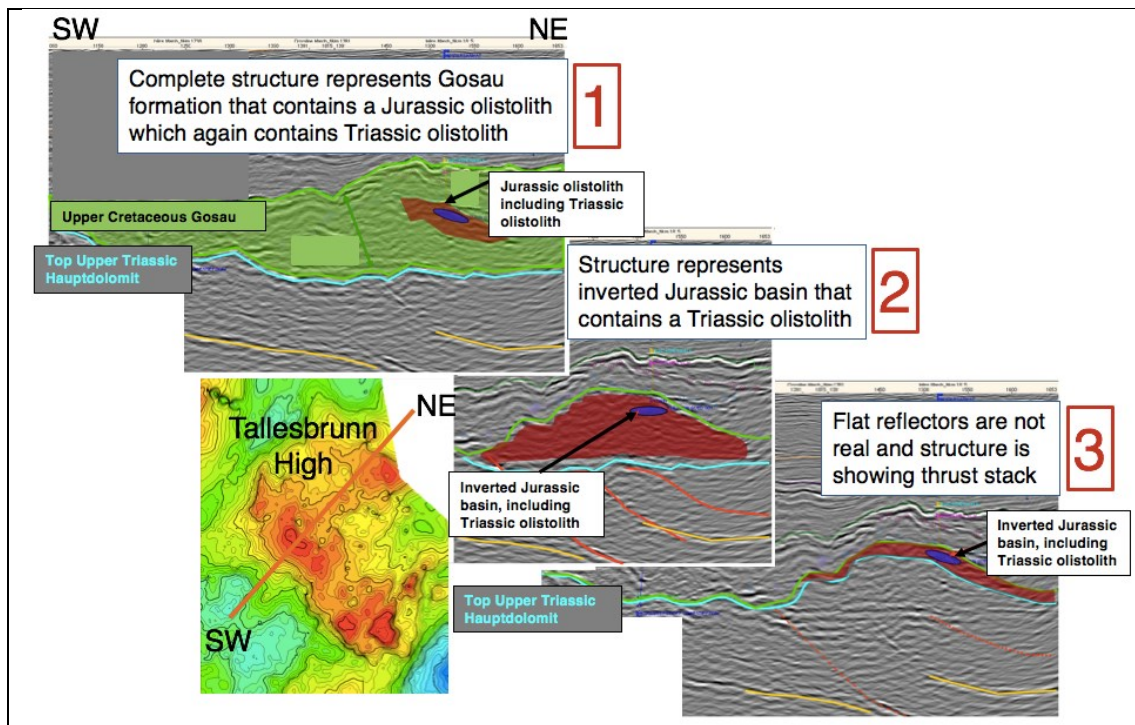 SW
NE
Complete structure represents Gosau
formation that contains a Jurassic olistolith
which again contains Triassic olistolith
1
Jurassic olistolith
including Triassic
olistolith
Upper Cretaceous Gosau
Top Upper Triassic
Hauptdolomit
Structure represents
inverted Jurassic basin that
contains a Triassic olistolith
2
Tallesbrunn
High
NE
SW
Inverted Jurassic
basin, including
Triassic olistolith
Flat reflectors are not
real and structure is
showing thrust stack
3
Inverted Jurassic
basin, including
Triassic olistolith
Top Upper Triassic
Hauptdolomit